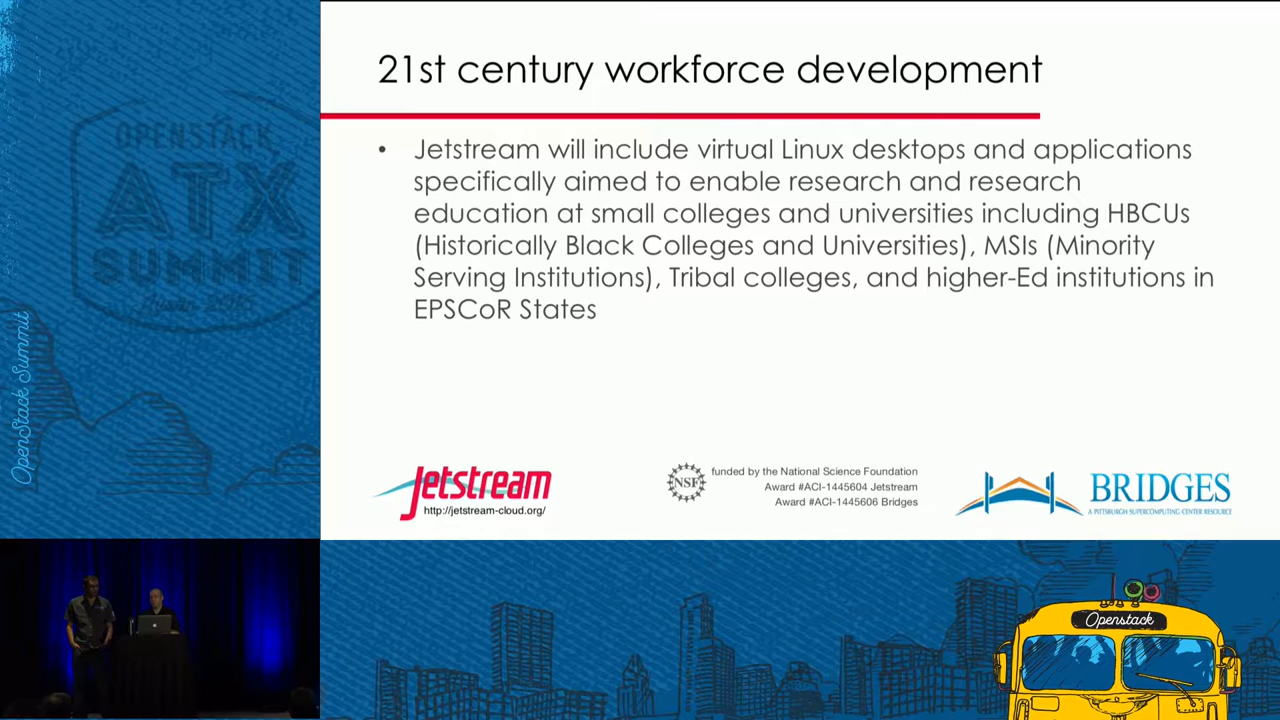 21st century workforce development
• Jetstream will include virtual Linux desktops and applications
specifically aimed to enable research and research
education at small colleges and universities including HBCUs
(Historically Black Colleges and Universities), MSIs (Minority
Serving Institutions), Tribal colleges, and higher-Ed institutions in
EPSCoR States
OPENSTACK
ATX
SUMMIT
OpenStack Summit
Jetstream
http://jetstream-cloud.org/
NSF
funded by the National Science Foundation
Award #ACI-1445604 Jetstream
Award #ACI-1445606 Bridges
BRIDGES
A PITTSBURGH SUPERCOMPUTING CENTER RESOURCE
Openstack